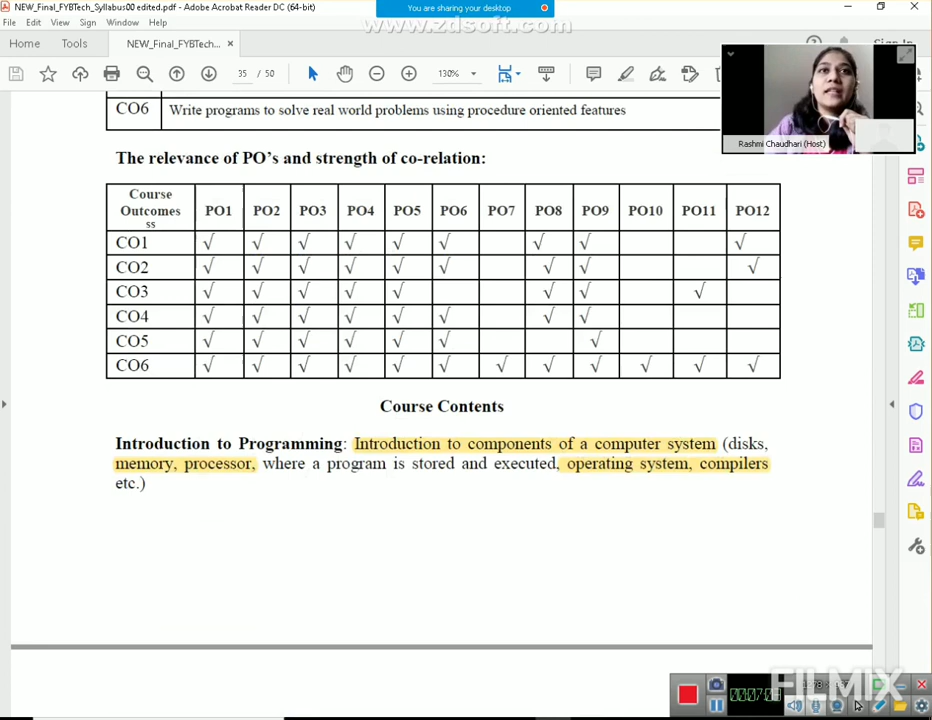 NEW_Final_FYBTech_Syllabus00 edited.pdf - Adobe Acrobat Reader DC (64-bit)
You are sharing your desktop
File Edit View Sign Window Help
www.zdsoft.com
Home Tools NEW_Final_FYBTech... × Sign In
35 / 50 130%
Rashmi Chaudhari (Host)
CO6 Write programs to solve real world problems using procedure oriented features
The relevance of PO's and strength of co-relation:
Course Outcomes ss PO1 PO2 PO3 PO4 PO5 PO6 PO7 PO8 PO9 PO10 PO11 PO12
CO1 √ √ √ √ √ √ √ √ √
CO2 √ √ √ √ √ √ √ √ √
CO3 √ √ √ √ √ √ √ √
CO4 √ √ √ √ √ √ √ √
CO5 √ √ √ √ √ √ √
CO6 √ √ √ √ √ √ √ √ √ √ √ √
Course Contents
Introduction to Programming: Introduction to components of a computer system (disks,
memory, processor, where a program is stored and executed, operating system, compilers
etc.)
FILMIX